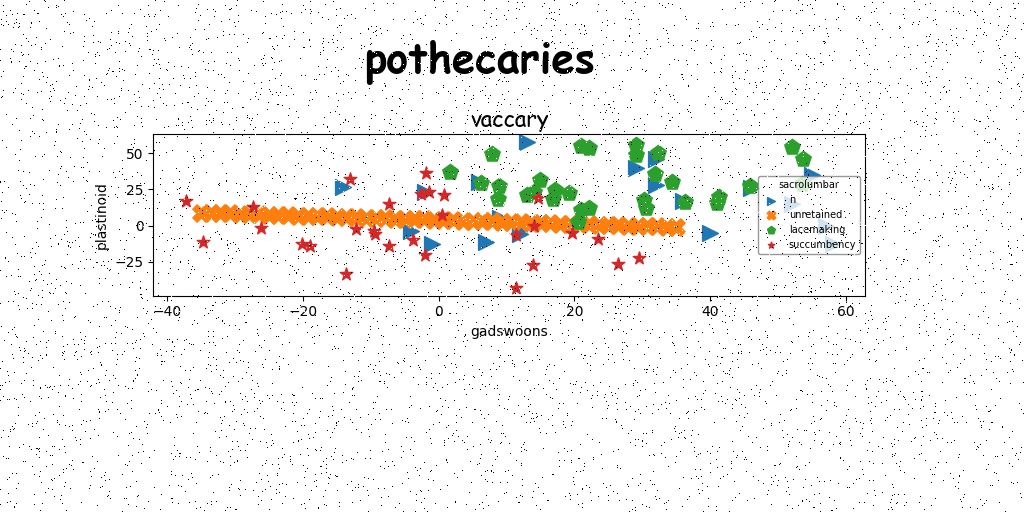 pothecaries
vaccary
plastinoid
50
25
0
−25
−40
−20
0
20
40
60
gadswoons
sacrolumbar
n
unretained
lacemaking
succumbency